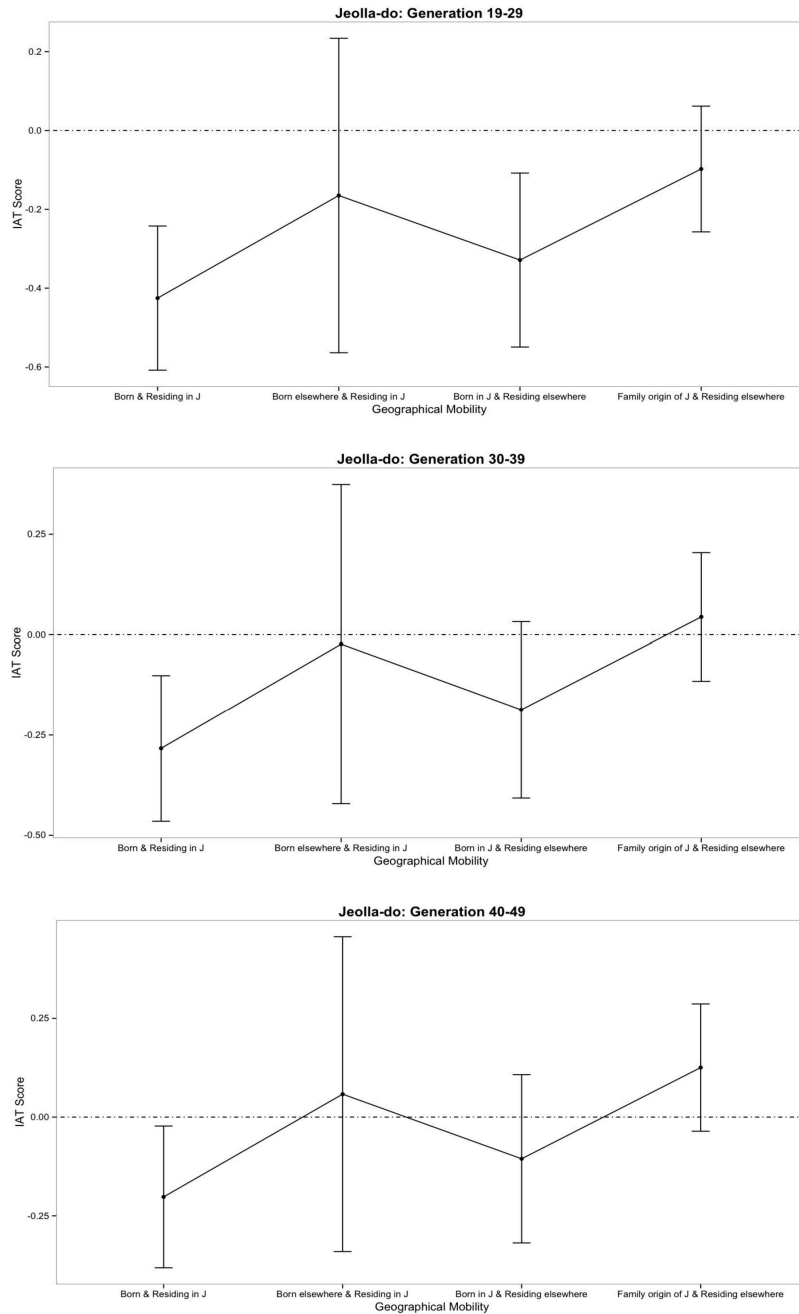 Jeolla-do: Generation 19-29
0.2
0.0
-0.2
-0.4
-0.6
IAT Score
Born & Residing in J
Born elsewhere & Residing in J
Born in J & Residing elsewhere
Family origin of J & Residing elsewhere
Geographical Mobility
Jeolla-do: Generation 30-39
0.25
0.00
-0.25
-0.50
IAT Score
Born & Residing in J
Born elsewhere & Residing in J
Born in J & Residing elsewhere
Family origin of J & Residing elsewhere
Geographical Mobility
Jeolla-do: Generation 40-49
0.25
0.00
-0.25
IAT Score
Born & Residing in J
Born elsewhere & Residing in J
Born in J & Residing elsewhere
Family origin of J & Residing elsewhere
Geographical Mobility